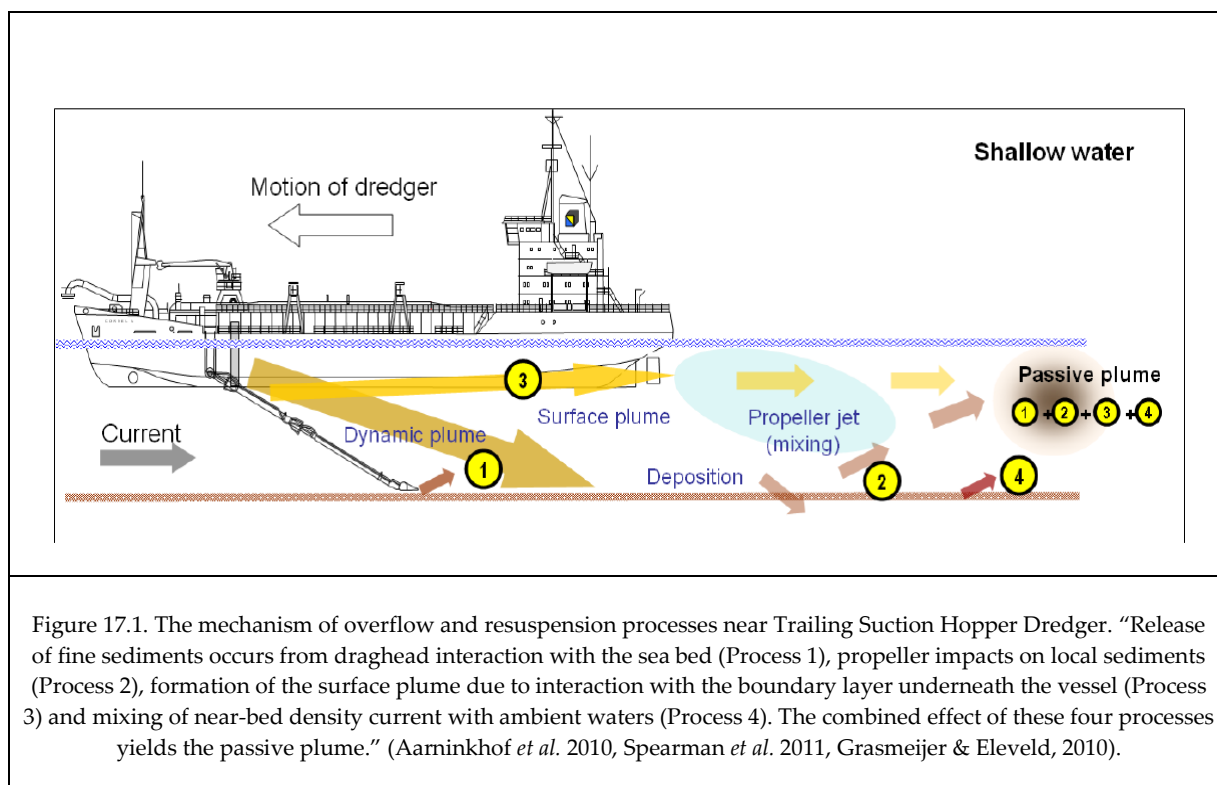 Shallow water
Motion of dredger
3
Passive plume
1 + 2 + 3 + 4
Surface plume
Propeller jet
(mixing)
Current
Dynamic plume
1
Deposition
2
4
Figure 17.1. The mechanism of overflow and resuspension processes near Trailing Suction Hopper Dredger. “Release
of fine sediments occurs from draghead interaction with the sea bed (Process 1), propeller impacts on local sediments
(Process 2), formation of the surface plume due to interaction with the boundary layer underneath the vessel (Process
3) and mixing of near-bed density current with ambient waters (Process 4). The combined effect of these four processes
yields the passive plume.” (Aarninkhof et al. 2010, Spearman et al. 2011, Grasmeijer & Eleveld, 2010).